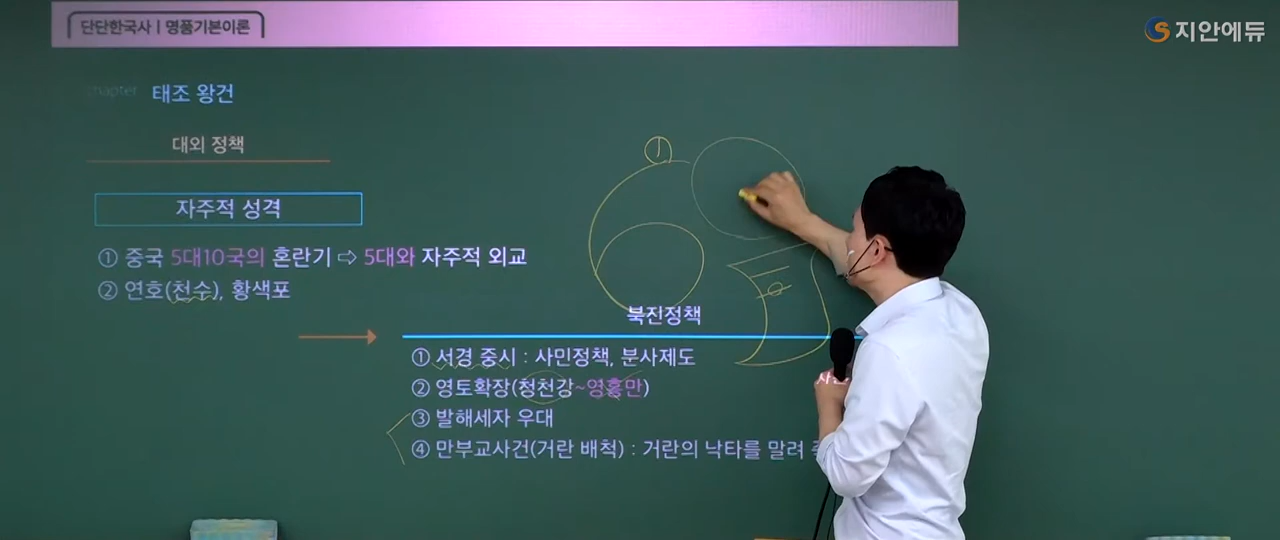 단단한국사 | 명품기본이론
지안에듀
chapter 태조 왕건
대외 정책
자주적 성격
① 중국 5대10국의 혼란기 ⇨ 5대와 자주적 외교
② 연호(천수), 황색포
①
북진정책
① 서경 중시 : 사민정책, 분사제도
② 영토확장(청천강~영흥만)
③ 발해세자 우대
④ 만부교사건(거란 배척) : 거란의 낙타를 말려